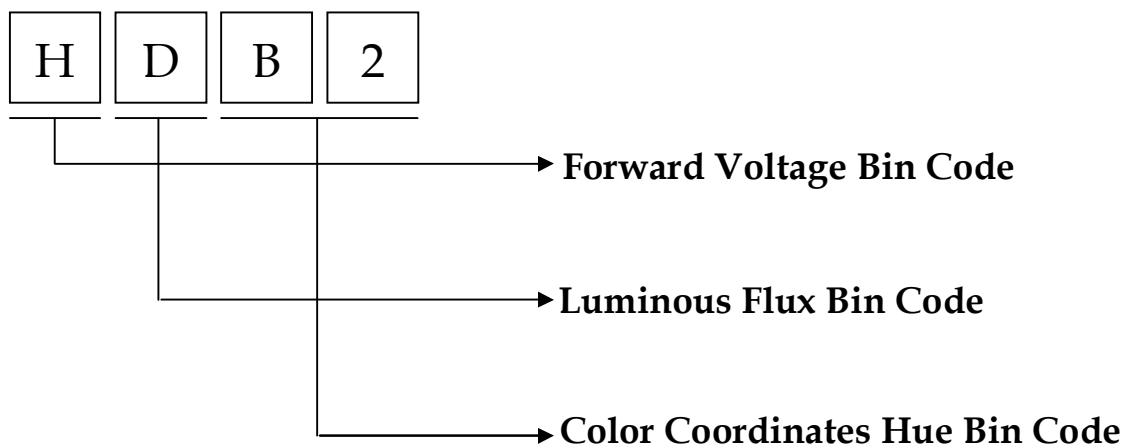 H D B 2
Forward Voltage Bin Code
Luminous Flux Bin Code
Color Coordinates Hue Bin Code